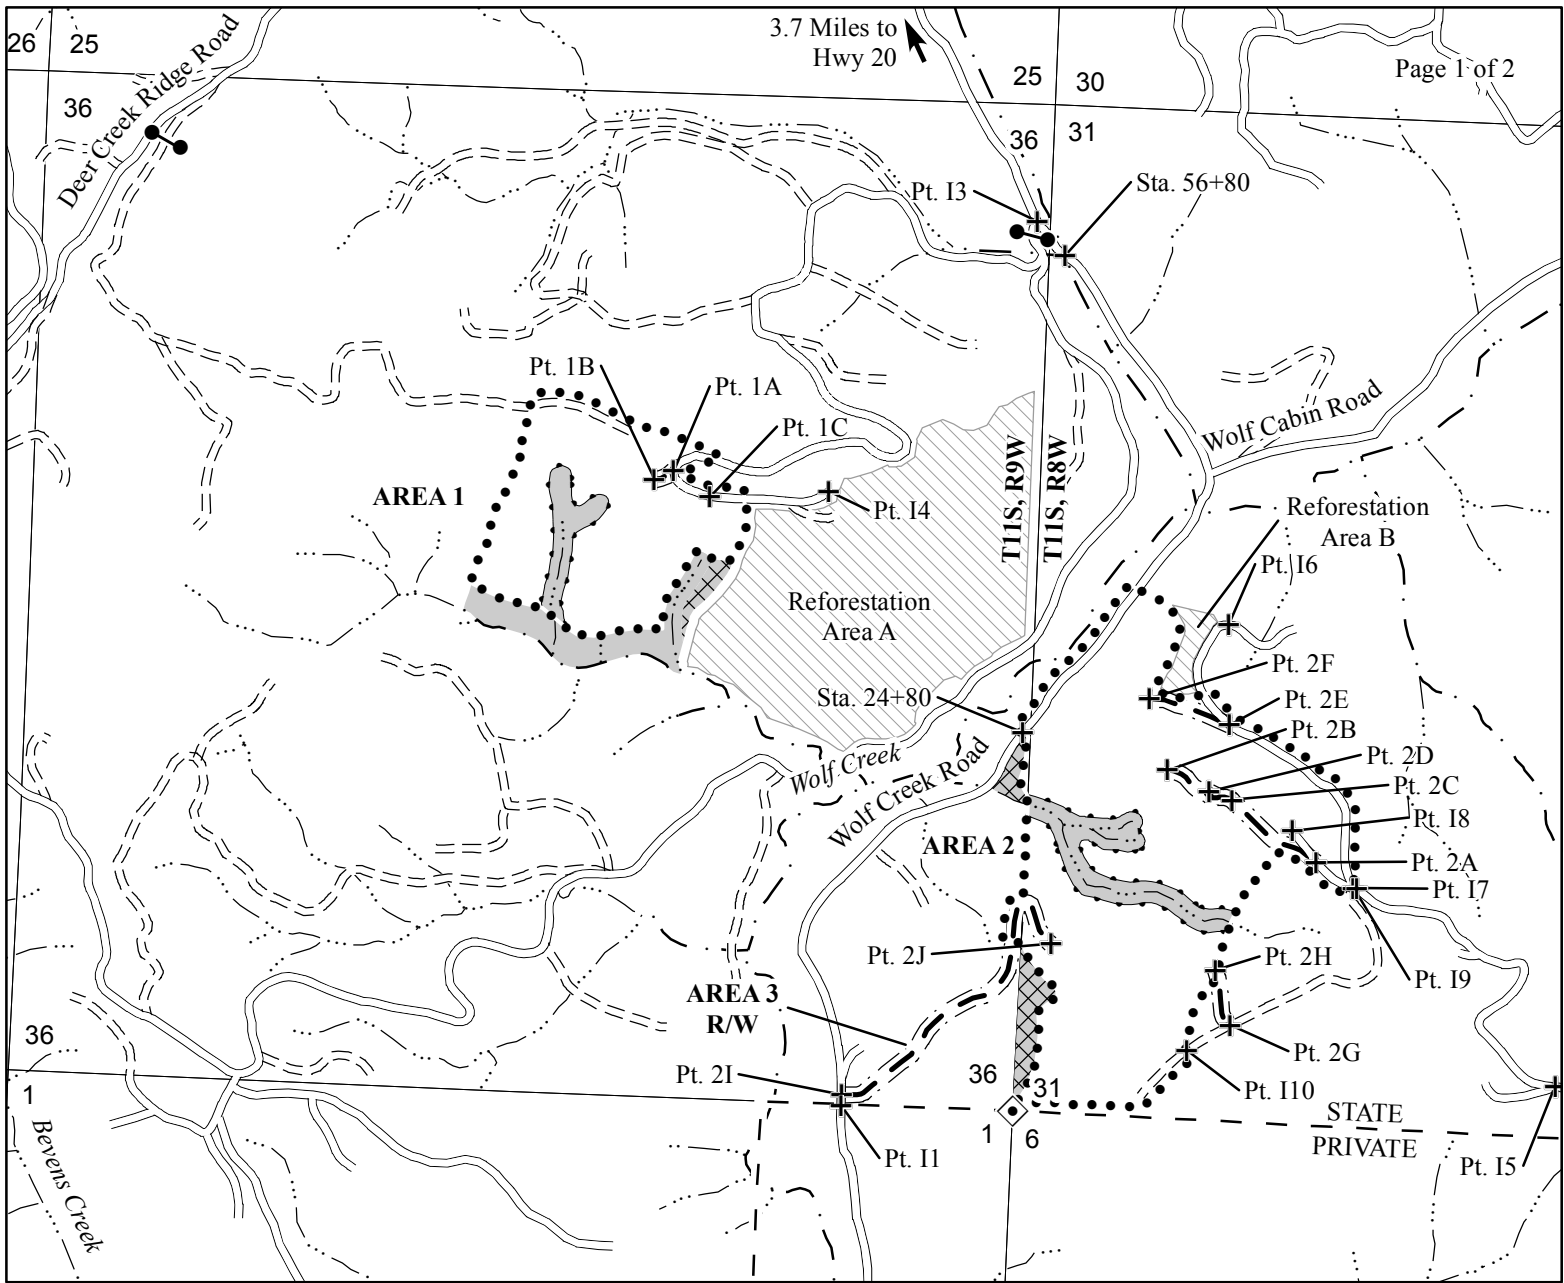 3.7 Miles to
Hwy 20
Page 1 of 2
26
25
36
Deer Creek Ridge Road
25
30
36
31
Pt. I3
Sta. 56+80
Pt. 1B
Pt. 1A
Pt. 1C
Wolf Cabin Road
AREA 1
Pt. I4
T11S, R9W
T11S, R8W
Reforestation
Area B
Pt. I6
Reforestation
Area A
Pt. 2F
Sta. 24+80
Pt. 2E
Pt. 2B
Pt. 2D
Pt. 2C
Wolf Creek
Wolf Creek Road
Pt. I8
AREA 2
Pt. 2A
Pt. I7
Pt. 2J
Pt. 2H
Pt. I9
AREA 3
R/W
36
Pt. 2G
Pt. 2I
36
31
Pt. I10
1
STATE
PRIVATE
1
6
Pt. I1
Pt. I5
Bevens Creek